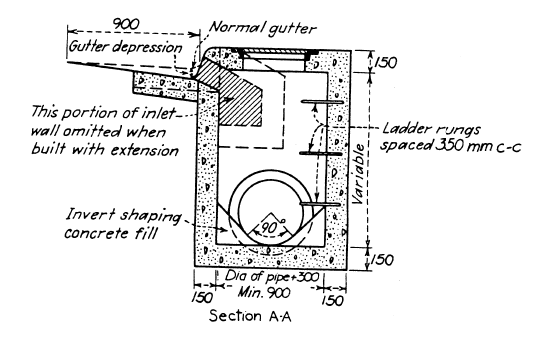 900
Normal gutter
Gutter depression
150
This portion of inlet
wall omitted when
built with extension
Ladder rungs
spaced 350 mm c-c
Variable
Invert shaping
concrete fill
90°
150
Dia of pipe+300
150
Min. 900
150
Section A-A